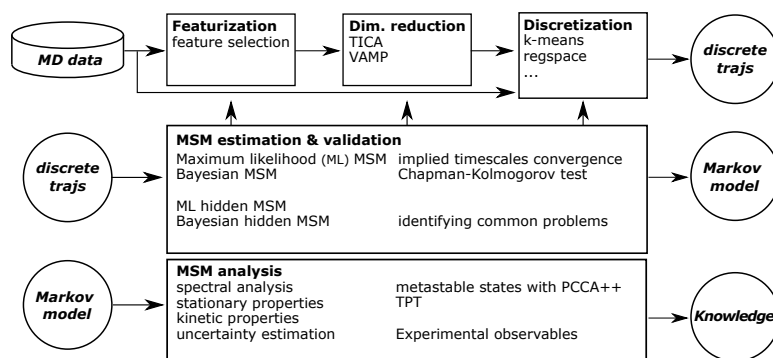 MD data
Featurization
feature selection
Dim. reduction
TICA
VAMP
Discretization
k-means
regspace
...
discrete
trajs
discrete
trajs
MSM estimation & validation
Maximum likelihood (ML) MSM
Bayesian MSM
ML hidden MSM
Bayesian hidden MSM
implied timescales convergence
Chapman-Kolmogorov test
identifying common problems
Markov
model
Markov
model
MSM analysis
spectral analysis
stationary properties
kinetic properties
uncertainty estimation
metastable states with PCCA++
TPT
Experimental observables
Knowledge